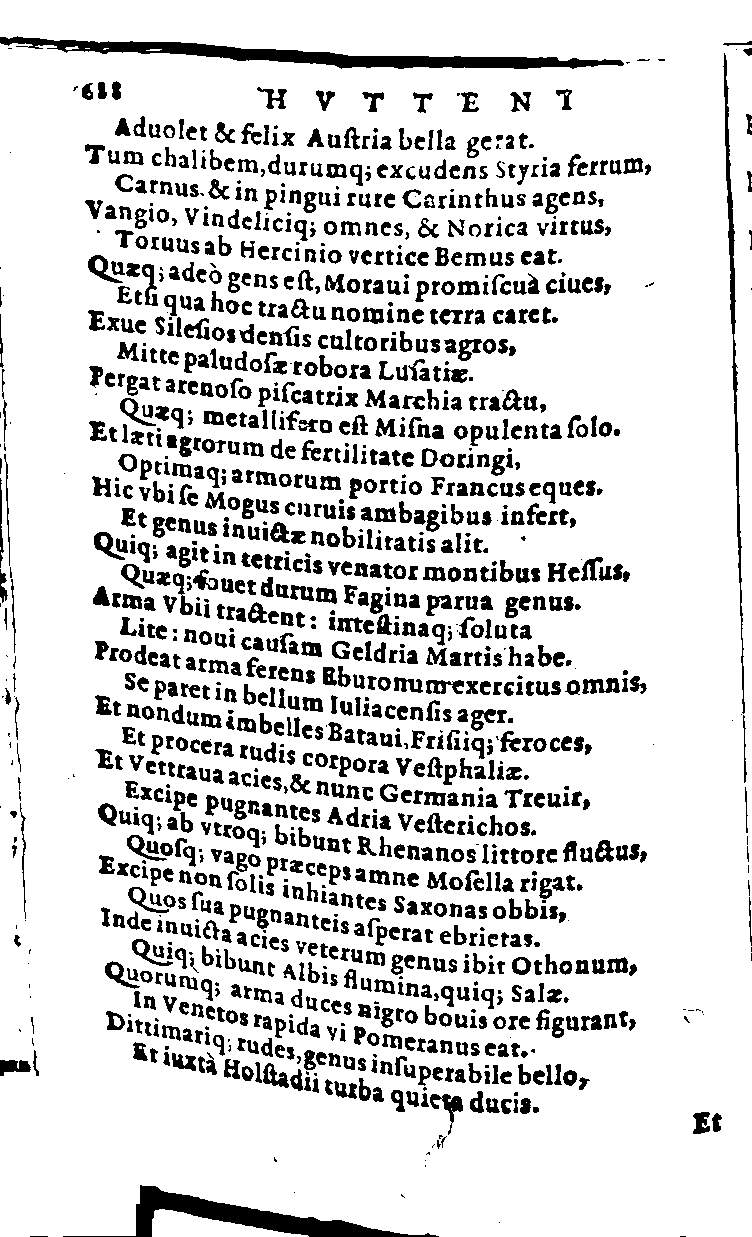 688 HVTTENI
Aduolet & felix Auſtria bella gerat.
Tum chalibem, durumq; excudens Styria ferrum,
Carnus. & in pingui rure Carinthus agens,
Vangio, Vindeliciq; omnes, & Norica virtus,
Toruus ab Hercinio vertice Bemus eat.
Quæq; adeò gens eſt, Moraui promiſcuà ciues,
Etſi qua hoc tractu nomine terra caret.
Exue Sileſios denſis cultoribus agros,
Mitte paludoſæ robora Luſatiæ.
Pergat arenoſo piſcatrix Marchia tractu,
Quæq; metallifero eſt Miſna opulenta ſolo.
Et læti agrorum de fertilitate Doringi,
Optimaq; armorum portio Francus eques.
Hic vbi ſe Mogus curuis ambagibus infert,
Et genus inuictæ nobilitatis alit.
Quiq; agit in tetricis venator montibus Heſſus,
Quæq; fouet durum Fagina parua genus.
Arma Vbii tractent: inteſtinaq; ſoluta
Lite: noui cauſam Geldria Martis habe.
Prodeat arma ferens Eburonum exercitus omnis,
Se paret in bellum Iuliacenſis ager.
Et nondum imbelles Bataui, Friſiiq; feroces,
Et procera rudis corpora Veſtphaliæ.
Et Vettraua acies, & nunc Germania Treuir,
Excipe pugnantes Adria Veſterichos.
Quiq; ab vtroq; bibunt Rhenanos littore fluctus,
Quoſq; vago præceps amne Moſella rigat.
Excipe non ſolis inhiantes Saxonas obbis,
Quos ſua pugnanteis aſperat ebrietas.
Inde inuicta acies veterum genus ibit Othonum,
Quiq; bibunt Albis flumina, quiq; Salæ.
Quorumq; arma duces nigro bouis ore figurant,
In Venetos rapida vi Pomeranus eat.
Dittimariq; rudes, genus inſuperabile bello,
Et iuxtà Holſtadii turba quieta ducis.
Et